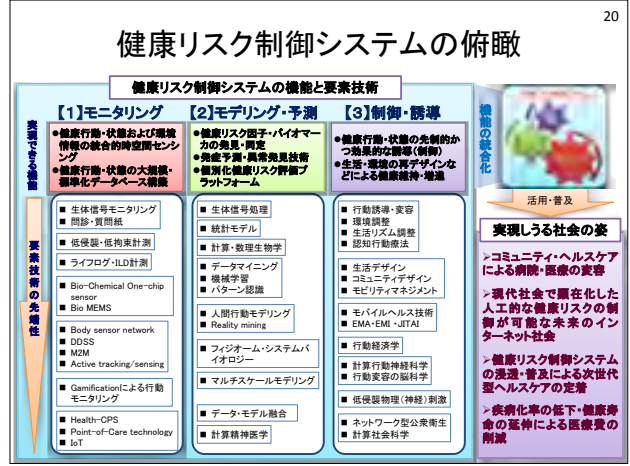 20
健康リスク制御システムの俯瞰
健康リスク制御システムの機能と要素技術
実現できる機能
【1】モニタリング
●健康行動・状態および環境
情報の統合的時空間センシ
ング
●健康行動・状態の大規模・
標準化データベース構築
【2】モデリング・予測
●健康リスク因子・バイオマー
カの発見・同定
●発症予測・異常発見技術
●個別化健康リスク評価プ
ラットフォーム
【3】制御・誘導
●健康行動・状態の先制的か
つ効果的な誘導(制御)
●生活・環境の再デザインな
どによる健康維持・増進
要素技術の先端性
■ 生体信号モニタリング
■ 問診・質問紙
■ 低侵襲・低拘束計測
■ ライフログ・ILD計測
■ Bio-Chemical One-chip
sensor
■ Bio MEMS
■ Body sensor network
■ DDSS
■ M2M
■ Active tracking/sensing
■ Gamificationによる行動
モニタリング
■ Health-CPS
■ Point-of-Care technology
■ IoT
■ 生体信号処理
■ 統計モデル
■ 計算・数理生物学
■ データマイニング
■ 機械学習
■ パターン認識
■ 人間行動モデリング
■ Reality mining
■ フィジオーム・システムバ
イオロジー
■ マルチスケールモデリング
■ データ・モデル融合
■ 計算精神医学
■ 行動誘導・変容
■ 環境調整
■ 生活リズム調整
■ 認知行動療法
■ 生活デザイン
■ コミュニティデザイン
■ モビリティマネジメント
■ モバイルヘルス技術
■ EMA・EMI・JITAI
■ 行動経済学
■ 計算行動神経科学
■ 行動変容の脳科学
■ 低侵襲物理(神経)刺激
■ ネットワーク型公衆衛生
■ 計算社会科学
機能の統合化
活用・普及
実現しうる社会の姿
➢コミュニティ・ヘルスケア
による病院・医療の変容
➢現代社会で顕在化した
人工的な健康リスクの制
御が可能な未来のイン
ターネット社会
➢健康リスク制御システム
の浸透・普及による次世代
型ヘルスケアの定着
➢疾病化率の低下・健康寿
命の延伸による医療費の
削減